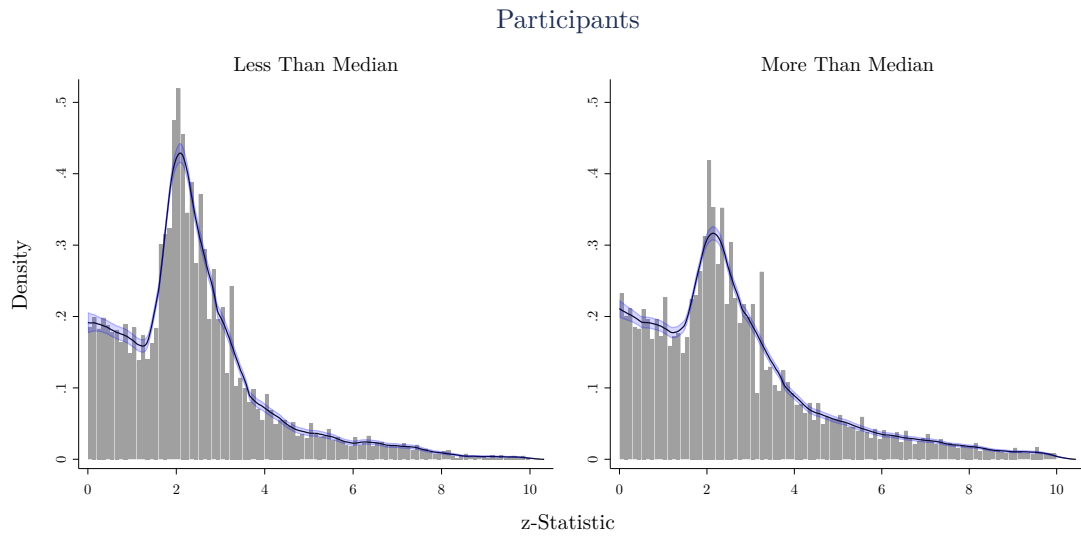 Participants
Less Than Median
More Than Median
Density
.5
.4
.3
.2
.1
0
0 2 4 6 8 10
.5
.4
.3
.2
.1
0
0 2 4 6 8 10
z-Statistic